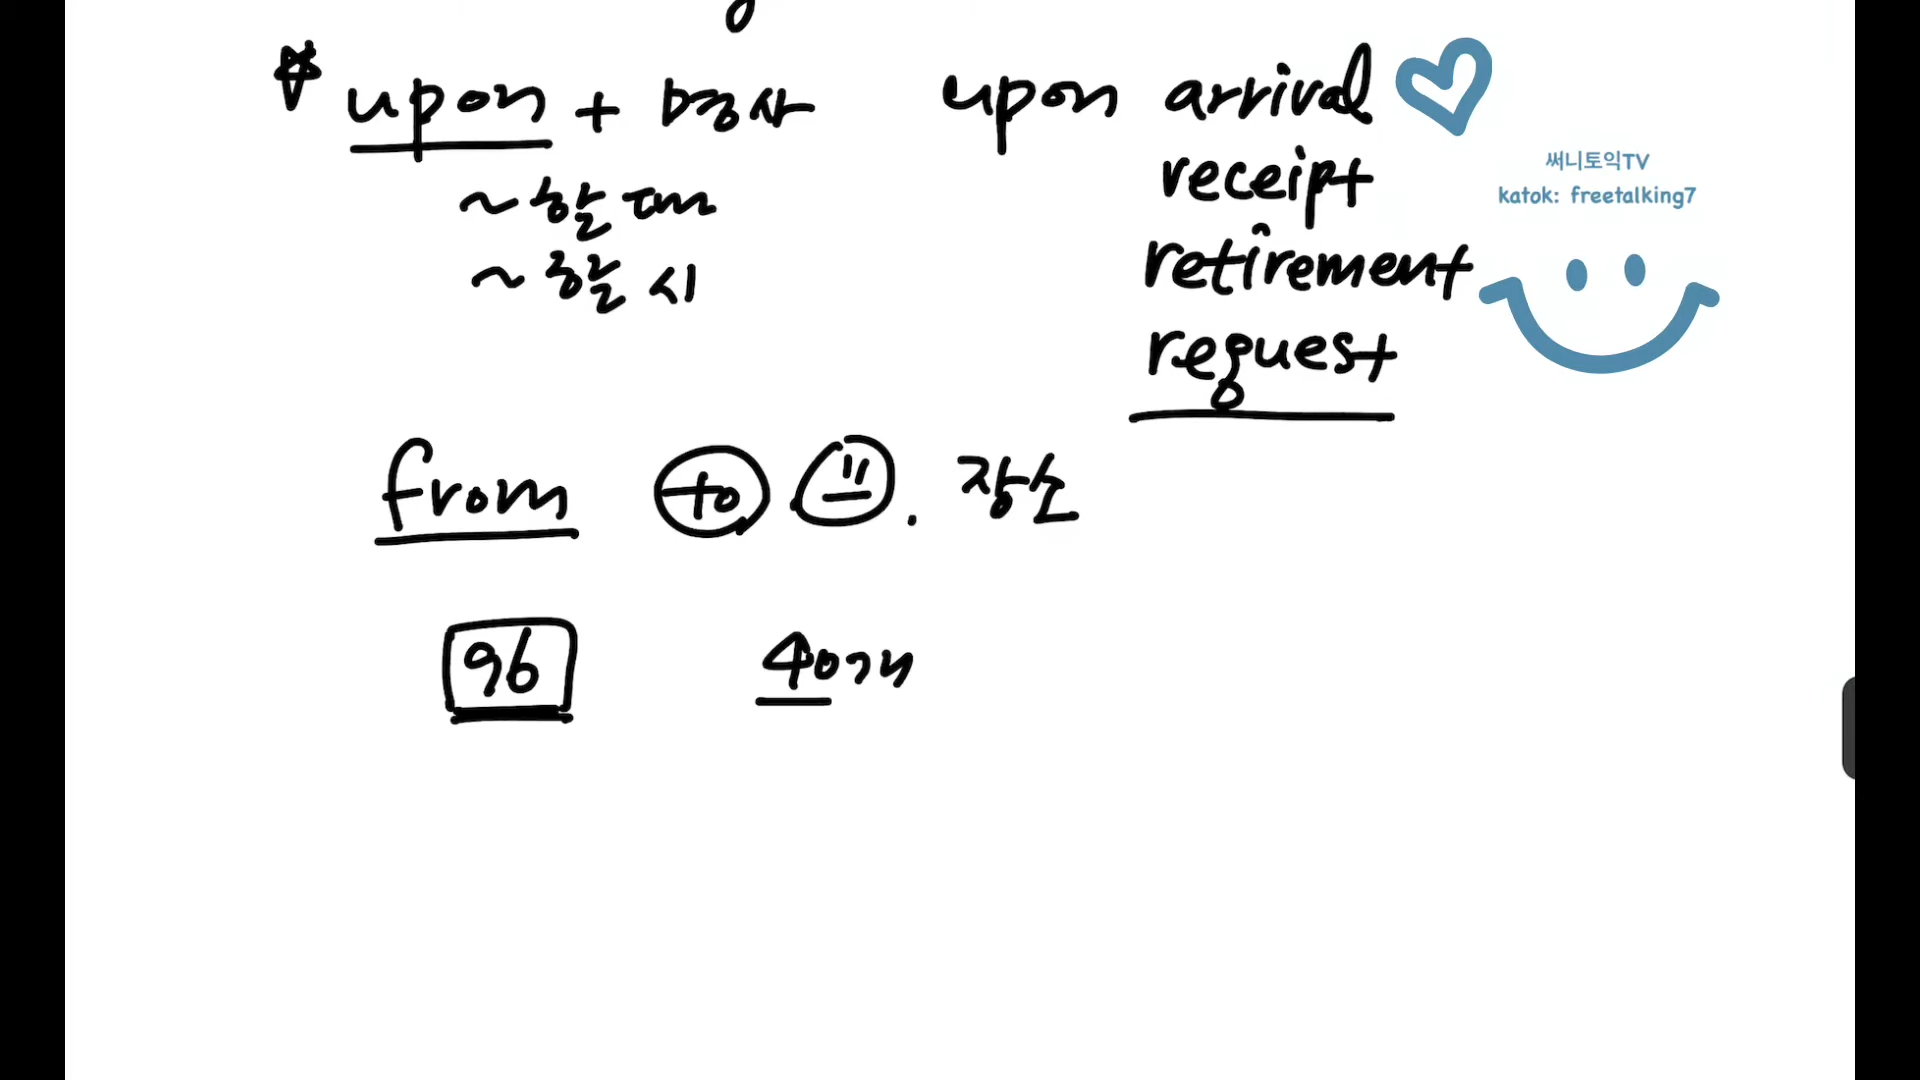 upon + 명사 upon arrival
receipt
~할 때
retirement
~할 시
request
from to . 장소
96 40개
써니토익TV
katok: freetalking7